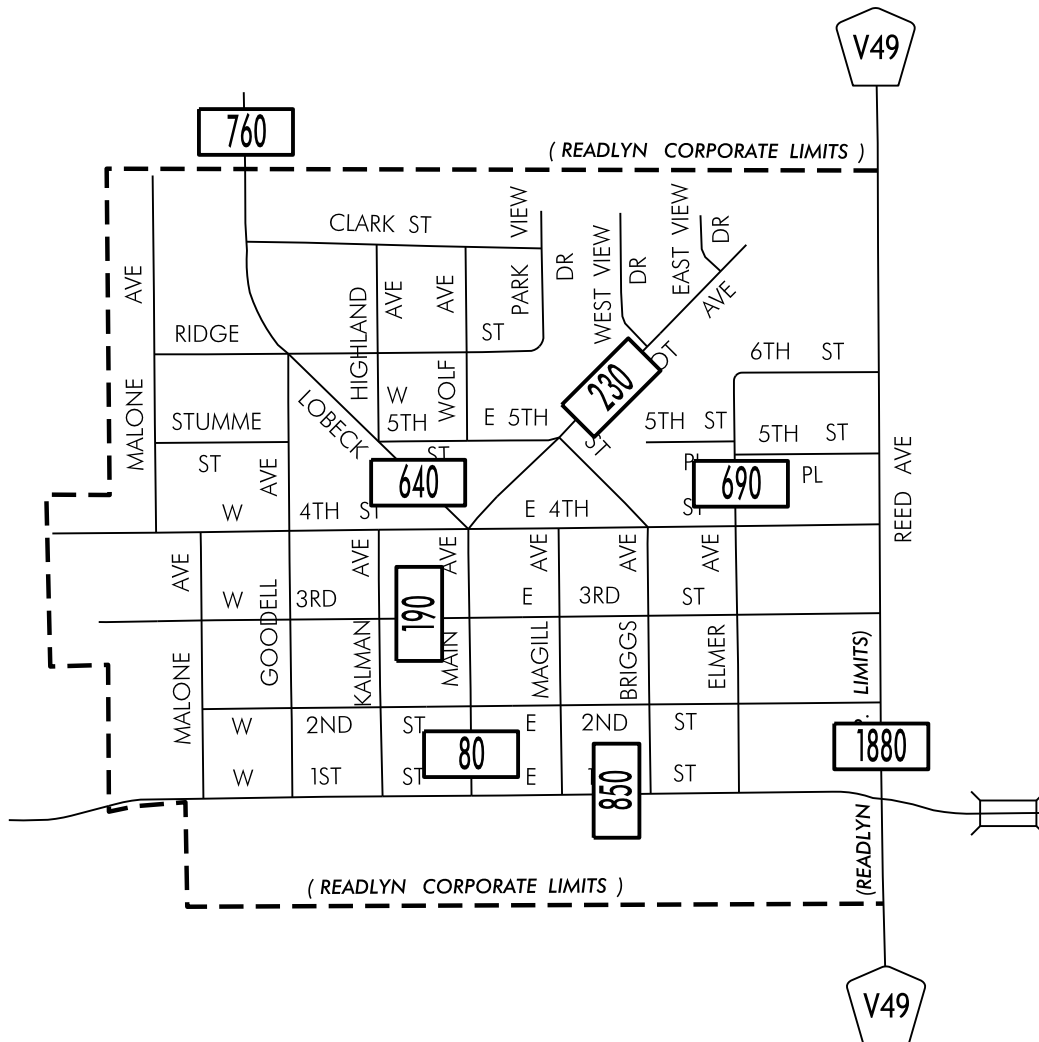 V49
760
( READLYN CORPORATE LIMITS )
CLARK ST
PARK VIEW
DR
WEST VIEW
DR
EAST VIEW
DR
AVE
MALONE AVE
RIDGE ST
HIGHLAND AVE
WOLF AVE
230
6TH ST
LOBECK
ST
STUMME
ST
W 5TH
ST
E 5TH
ST
5TH ST
5TH ST
PL
640
690
REED AVE
W 4TH ST
E 4TH ST
GOODELL AVE
MALONE AVE
KALMAN AVE
MAIN AVE
MAGILL AVE
BRIGGS AVE
ELMER AVE
W 3RD
E 3RD ST
190
W 2ND ST
E 2ND ST
80
1880
W 1ST ST
E
ST
850
(READLYN
LIMITS)
( READLYN CORPORATE LIMITS )
V49